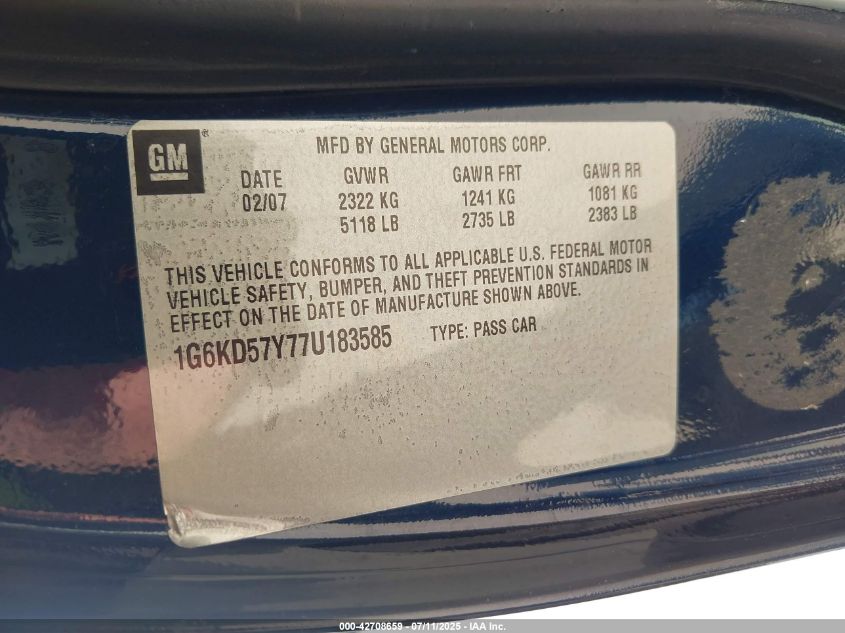 GM
MFD BY GENERAL MOTORS CORP.
DATE GVWR GAWR FRT GAWR RR
02/07 2322 KG 1241 KG 1081 KG
5118 LB 2735 LB 2383 LB
THIS VEHICLE CONFORMS TO ALL APPLICABLE U.S. FEDERAL MOTOR
VEHICLE SAFETY, BUMPER, AND THEFT PREVENTION STANDARDS IN
EFFECT ON THE DATE OF MANUFACTURE SHOWN ABOVE.
1G6KD57Y77U183585 TYPE: PASS CAR
000-42708659 - 07/11/2025 - IAA Inc.